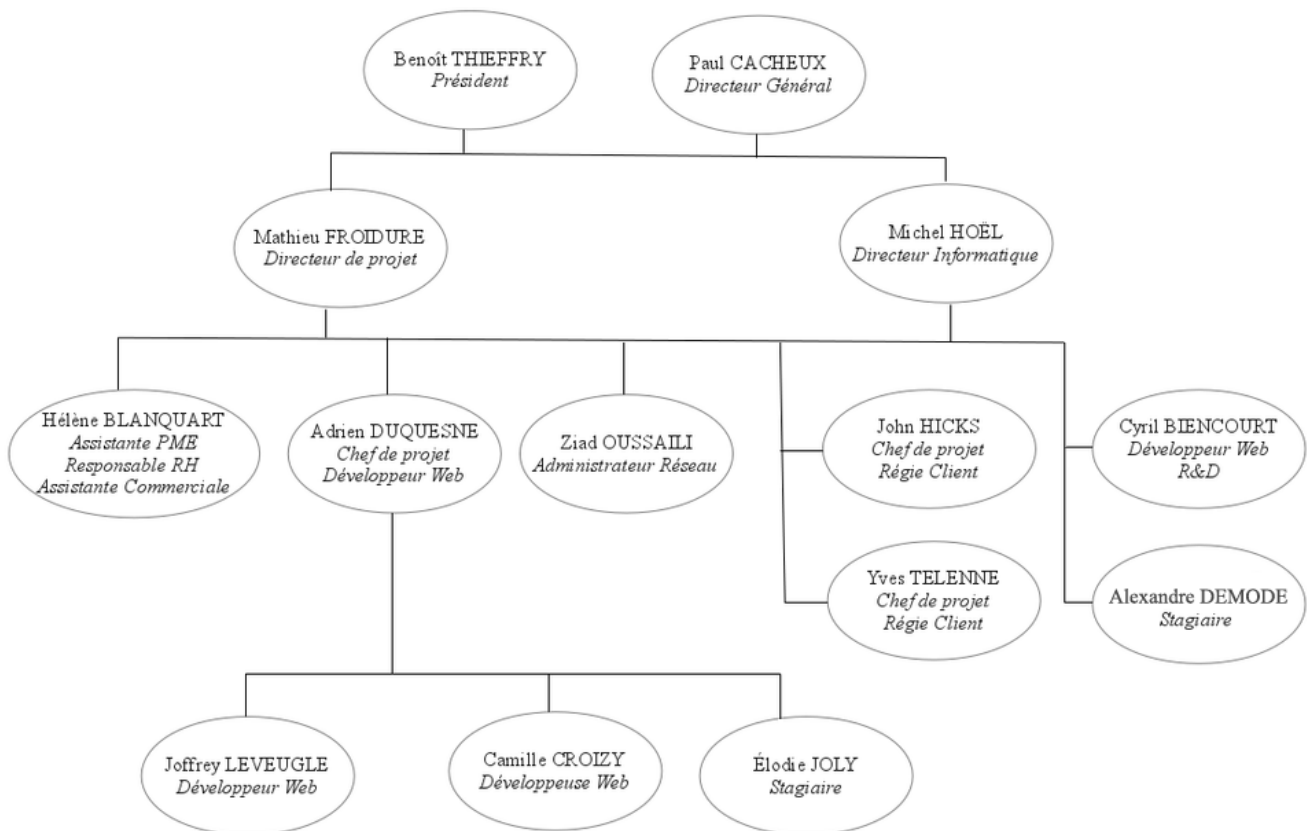 Benoît THIEFFRY
Président
Paul CACHEUX
Directeur Général
Mathieu FROIDURE
Directeur de projet
Michel HOËL
Directeur Informatique
Hélène BLANQUART
Assistante PME
Responsable RH
Assistante Commerciale
Adrien DUQUESNE
Chef de projet
Développeur Web
Ziad OUSSAILI
Administrateur Réseau
John HICKS
Chef de projet
Régie Client
Cyril BIENCOURT
Développeur Web
R&D
Yves TELENNE
Chef de projet
Régie Client
Alexandre DEMODE
Stagiaire
Joffrey LEVEUGLE
Développeur Web
Camille CROIZY
Développeuse Web
Élodie JOLY
Stagiaire